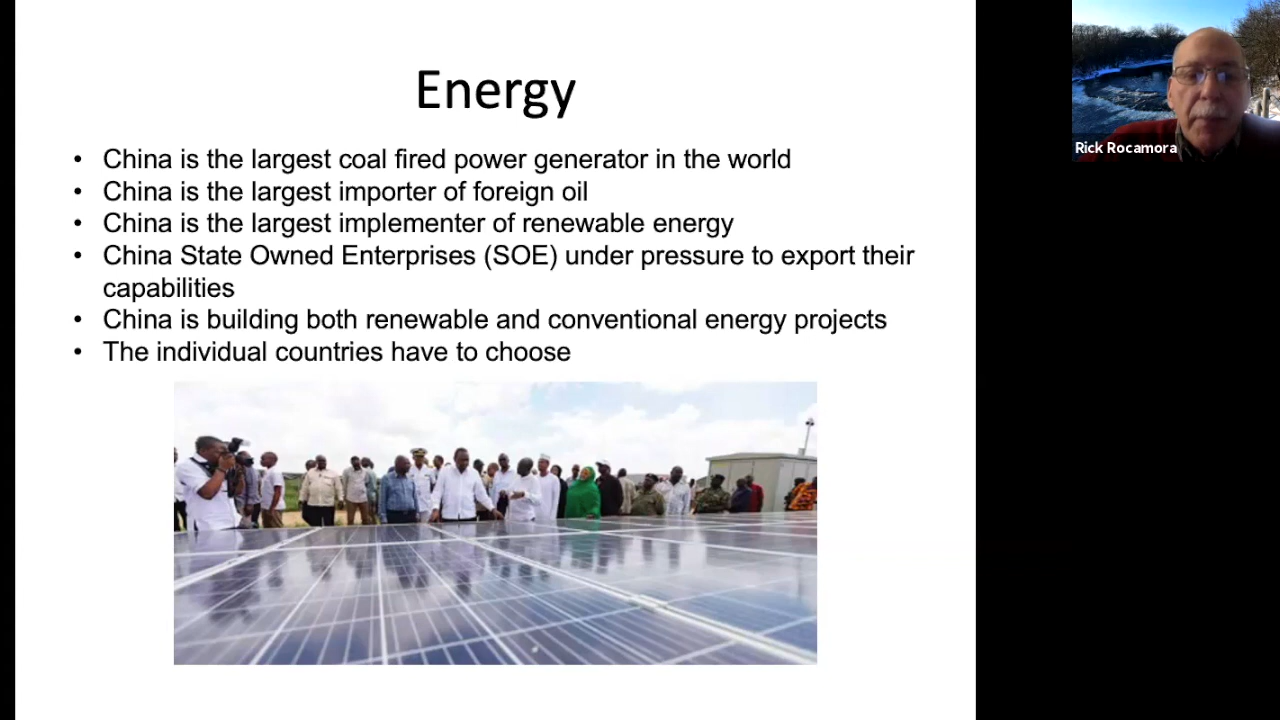 Energy
• China is the largest coal fired power generator in the world
• China is the largest importer of foreign oil
• China is the largest implementer of renewable energy
• China State Owned Enterprises (SOE) under pressure to export their
capabilities
• China is building both renewable and conventional energy projects
• The individual countries have to choose
Rick Rocamora